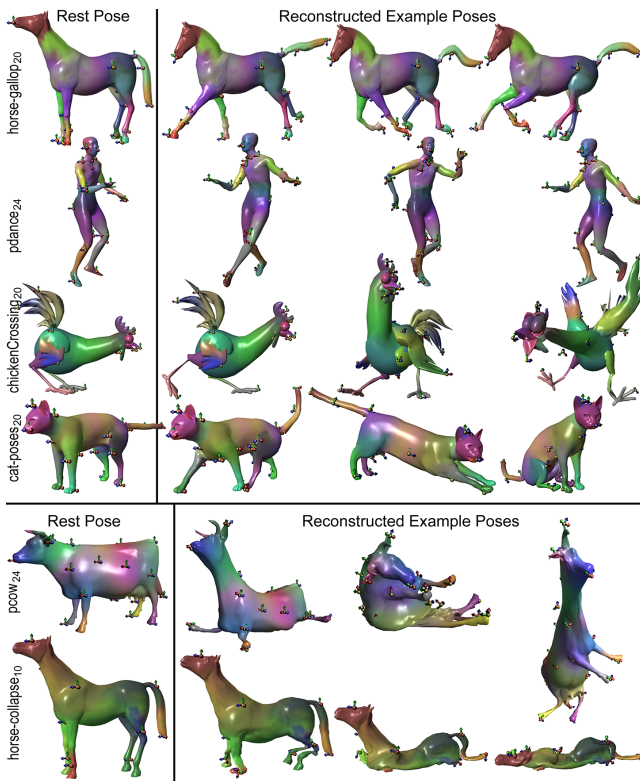 Rest Pose
Reconstructed Example Poses
horse-gallop20
pdance24
chickenCrossing20
cat-poses20
Rest Pose
Reconstructed Example Poses
pcow24
horse-collapse10